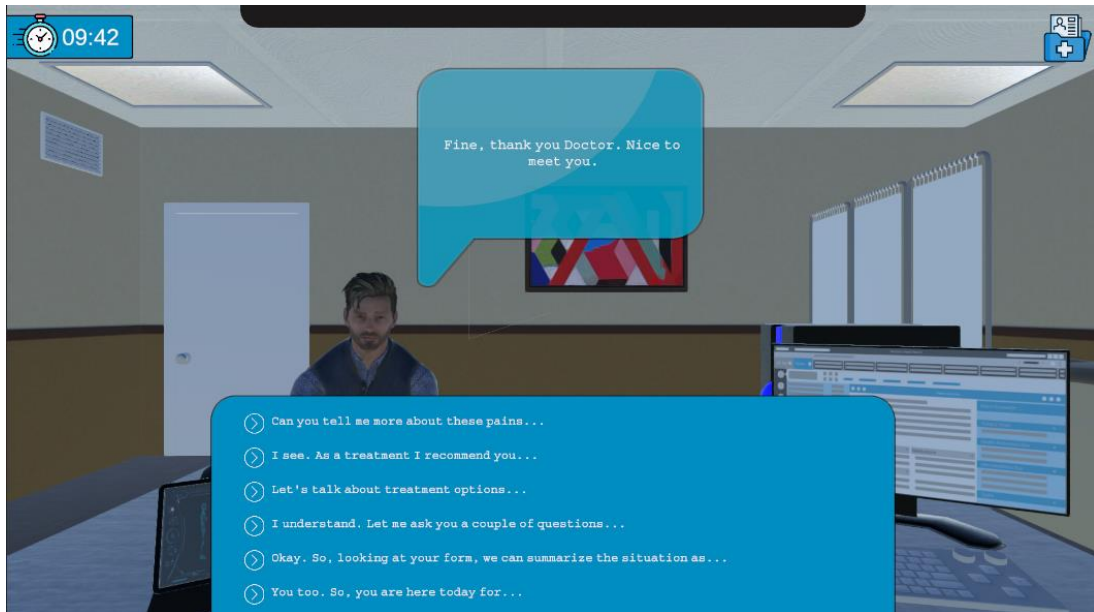 09:42
Fine, thank you Doctor. Nice to
meet you.
Can you tell me more about these pains...
I see. As a treatment I recommend you...
Let's talk about treatment options...
I understand. Let me ask you a couple of questions...
Okay. So, looking at your form, we can summarize the situation as...
You too. So, you are here today for...